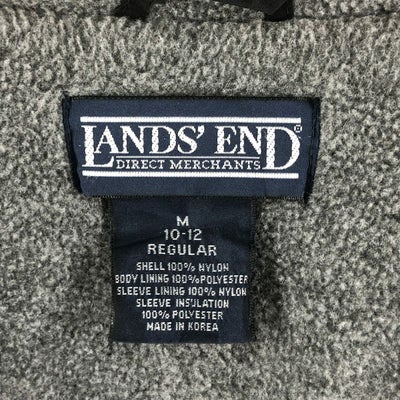 LANDS' END®
DIRECT MERCHANTS
M
10-12
REGULAR
SHELL 100% NYLON
BODY LINING 100% POLYESTER
SLEEVE LINING 100% NYLON
SLEEVE INSULATION
100% POLYESTER
MADE IN KOREA